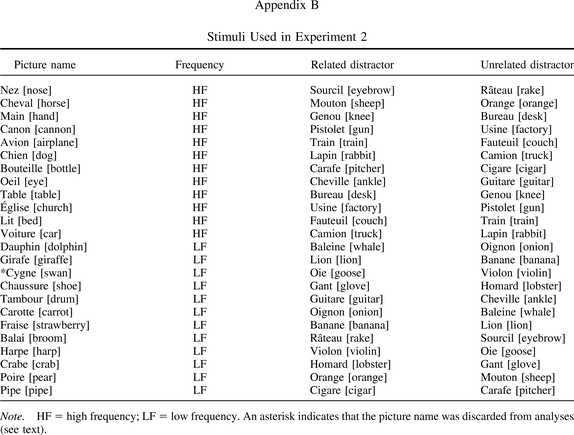 Appendix B
Stimuli Used in Experiment 2
Picture name Frequency Related distractor Unrelated distractor
Nez [nose] HF Sourcil [eyebrow] Râteau [rake]
Cheval [horse] HF Mouton [sheep] Orange [orange]
Main [hand] HF Genou [knee] Bureau [desk]
Canon [cannon] HF Pistolet [gun] Usine [factory]
Avion [airplane] HF Train [train] Fauteuil [couch]
Chien [dog] HF Lapin [rabbit] Camion [truck]
Bouteille [bottle] HF Carafe [pitcher] Cigare [cigar]
Oeil [eye] HF Cheville [ankle] Guitare [guitar]
Table [table] HF Bureau [desk] Genou [knee]
Église [church] HF Usine [factory] Pistolet [gun]
Lit [bed] HF Fauteuil [couch] Train [train]
Voiture [car] HF Camion [truck] Lapin [rabbit]
Dauphin [dolphin] LF Baleine [whale] Oignon [onion]
Girafe [giraffe] LF Lion [lion] Banane [banana]
*Cygne [swan] LF Oie [goose] Violon [violin]
Chaussure [shoe] LF Gant [glove] Homard [lobster]
Tambour [drum] LF Guitare [guitar] Cheville [ankle]
Carotte [carrot] LF Oignon [onion] Baleine [whale]
Fraise [strawberry] LF Banane [banana] Lion [lion]
Balai [broom] LF Râteau [rake] Sourcil [eyebrow]
Harpe [harp] LF Violon [violin] Oie [goose]
Crabe [crab] LF Homard [lobster] Gant [glove]
Poire [pear] LF Orange [orange] Mouton [sheep]
Pipe [pipe] LF Cigare [cigar] Carafe [pitcher]
Note. HF = high frequency; LF = low frequency. An asterisk indicates that the picture name was discarded from analyses
(see text).